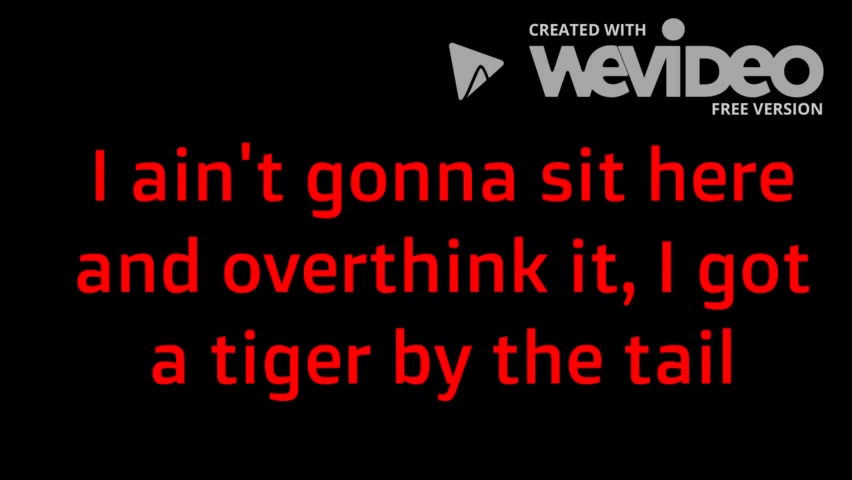 CREATED WITH
WEVIDEO
FREE VERSION
I ain't gonna sit here
and overthink it, I got
a tiger by the tail